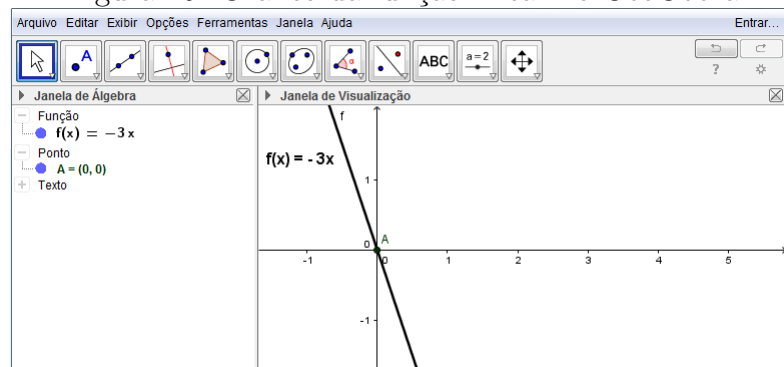 Arquivo Editar Exibir Opções Ferramentas Janela Ajuda Entrar...
A α ABC a=2 ?
Janela de Álgebra Janela de Visualização
Função
f(x) = -3x
Ponto
A = (0, 0)
Texto
f
f(x) = - 3x
1
0 A
-1 0 1 2 3 4 5
-1